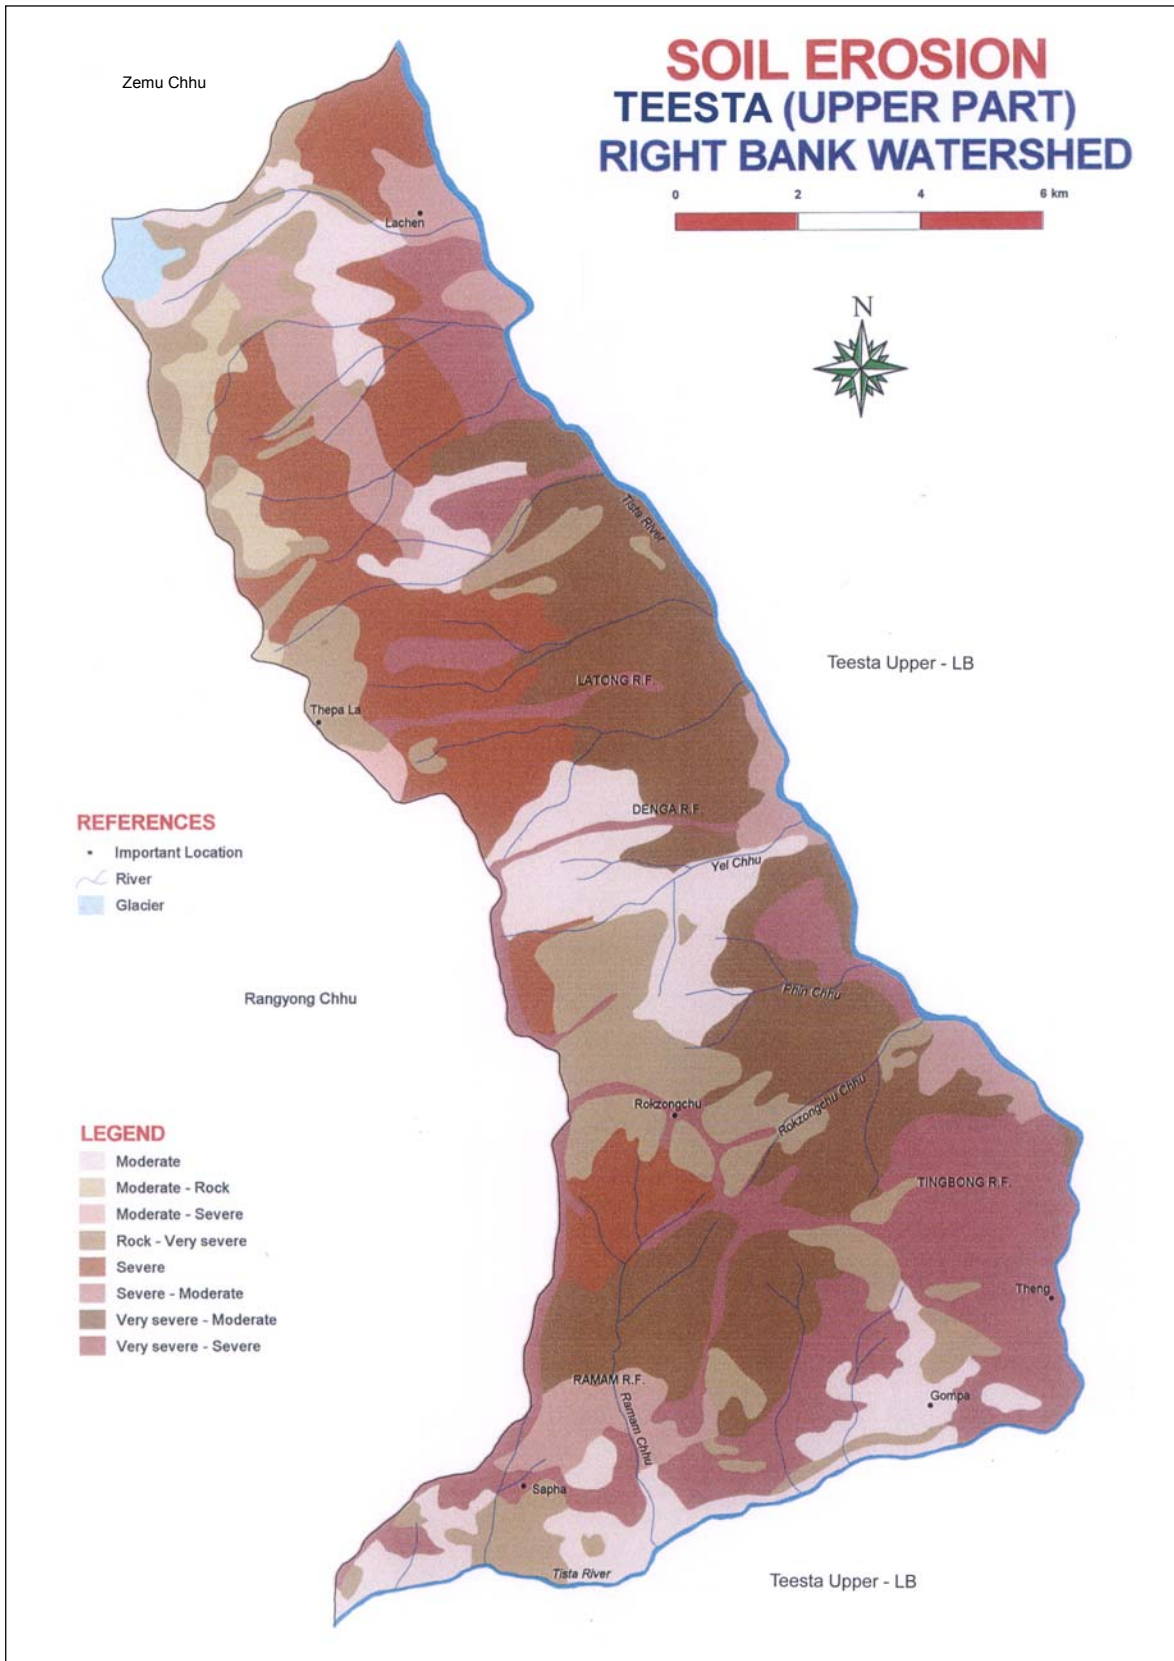 Zemu Chhu
SOIL EROSION
TEESTA (UPPER PART)
RIGHT BANK WATERSHED
0 2 4 6 km
N
Lachen
Tista River
Teesta Upper - LB
LATONG R.F.
Thepa La
DENGA R.F.
REFERENCES
Important Location
River
Glacier
Yel Chhu
Rangyong Chhu
Phin Chhu
Rokzongchu
Rokzongchu Chhu
LEGEND
Moderate
Moderate - Rock
Moderate - Severe
Rock - Very severe
Severe
Severe - Moderate
Very severe - Moderate
Very severe - Severe
TINGBONG R.F.
Theng
RAMAM R.F.
Gompa
Ramam Chhu
Sapha
Tista River
Teesta Upper - LB